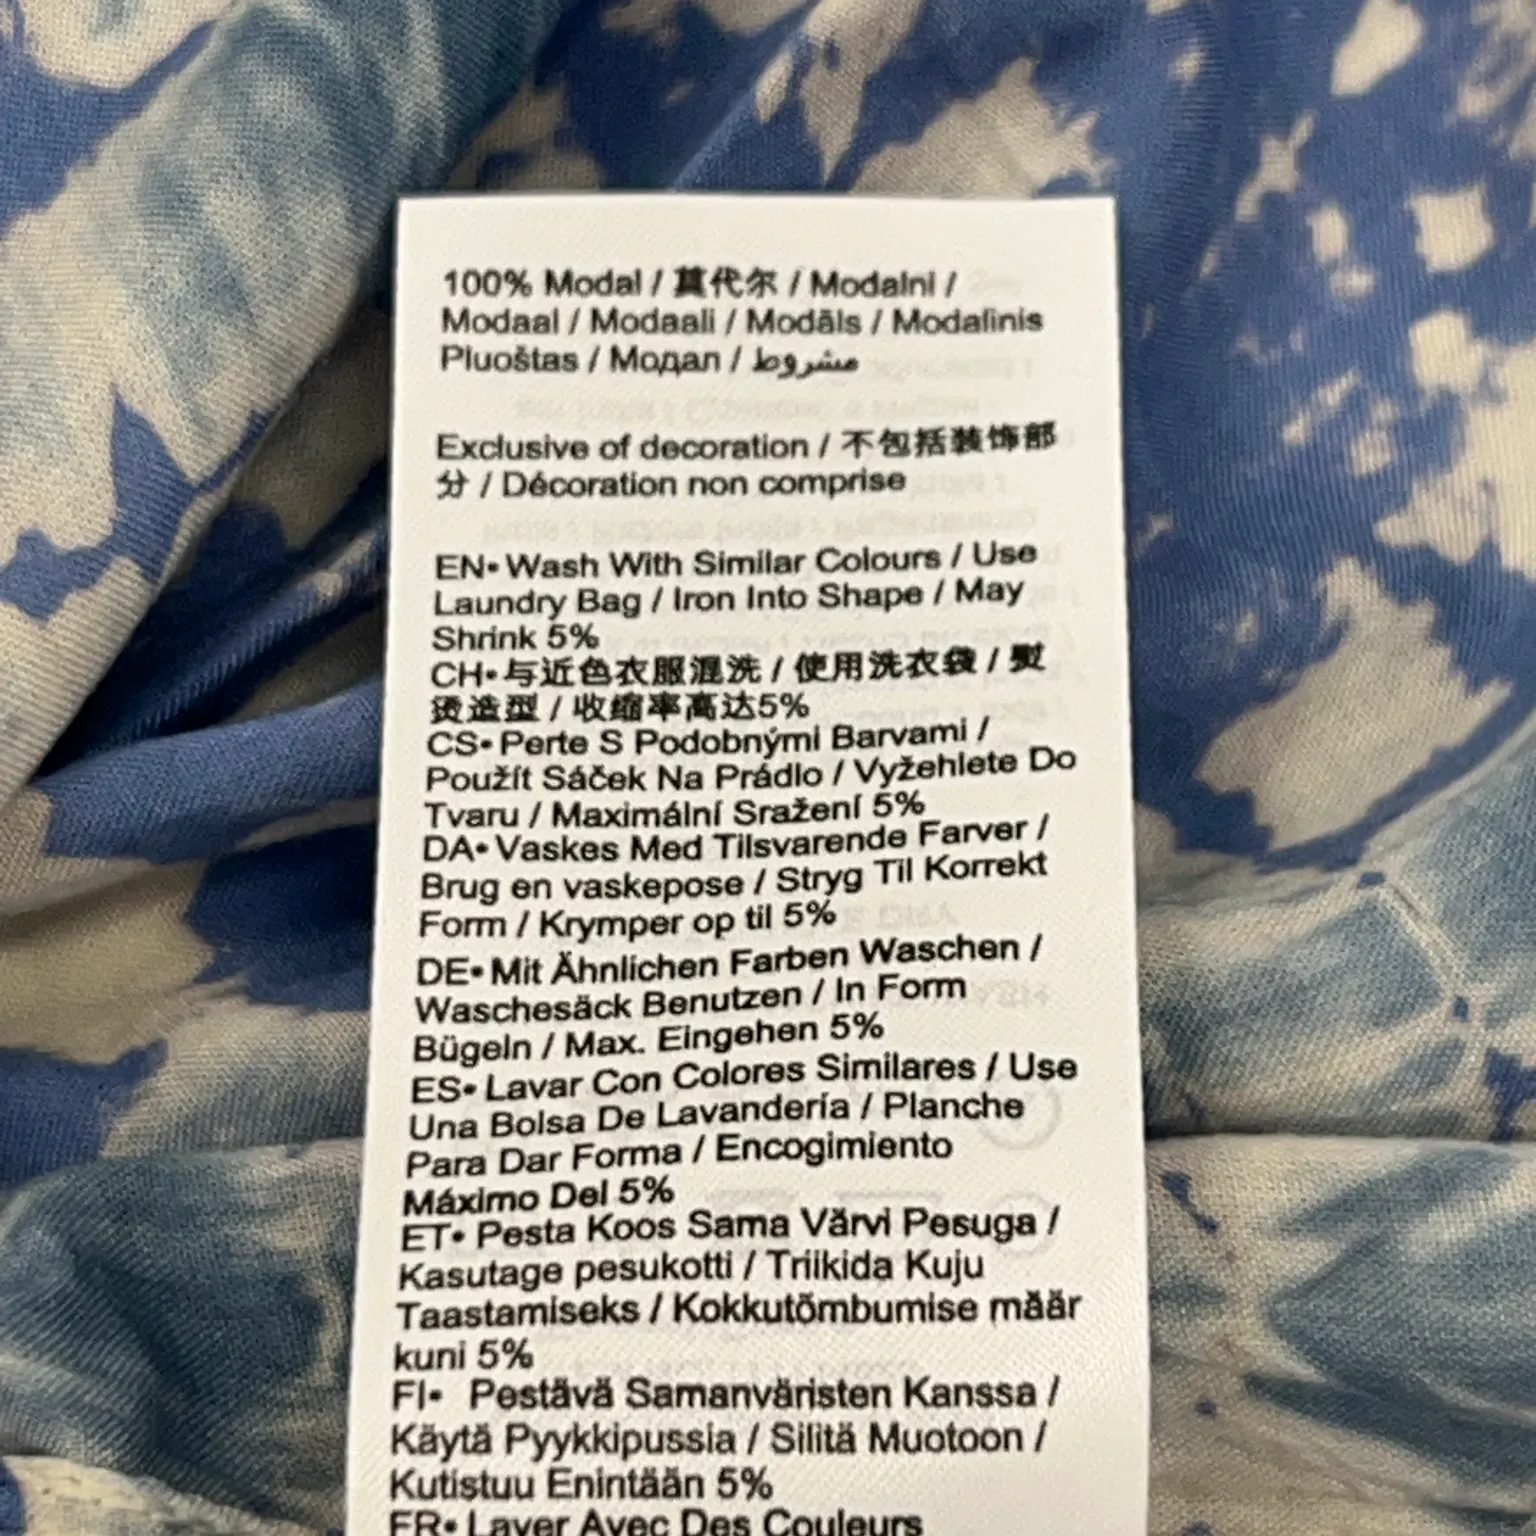 100% Modal / 莫代尔 / Modalni /
Modaal / Modaali / Modāls / Modalinis
Pluoštas / Модал / مشروط
Exclusive of decoration / 不包括装饰部
分 / Décoration non comprise
EN• Wash With Similar Colours / Use
Laundry Bag / Iron Into Shape / May
Shrink 5%
CH• 与近色衣服混洗 / 使用洗衣袋 / 熨
烫造型 / 收缩率高达5%
CS• Perte S Podobnými Barvami /
Použít Sáček Na Prádlo / Vyžehlete Do
Tvaru / Maximální Sražení 5%
DA• Vaskes Med Tilsvarende Farver /
Brug en vaskepose / Stryg Til Korrekt
Form / Krymper op til 5%
DE• Mit Ähnlichen Farben Waschen /
Waschesäck Benutzen / In Form
Bügeln / Max. Eingehen 5%
ES• Lavar Con Colores Similares / Use
Una Bolsa De Lavandería / Planche
Para Dar Forma / Encogimiento
Máximo Del 5%
ET• Pesta Koos Sama Värvi Pesuga /
Kasutage pesukotti / Triikida Kuju
Taastamiseks / Kokkutõmbumise määr
kuni 5%
FI• Pestävä Samanväristen Kanssa /
Käytä Pyykkipussia / Silitä Muotoon /
Kutistuu Enintään 5%
FR• Laver Avec Des Couleurs